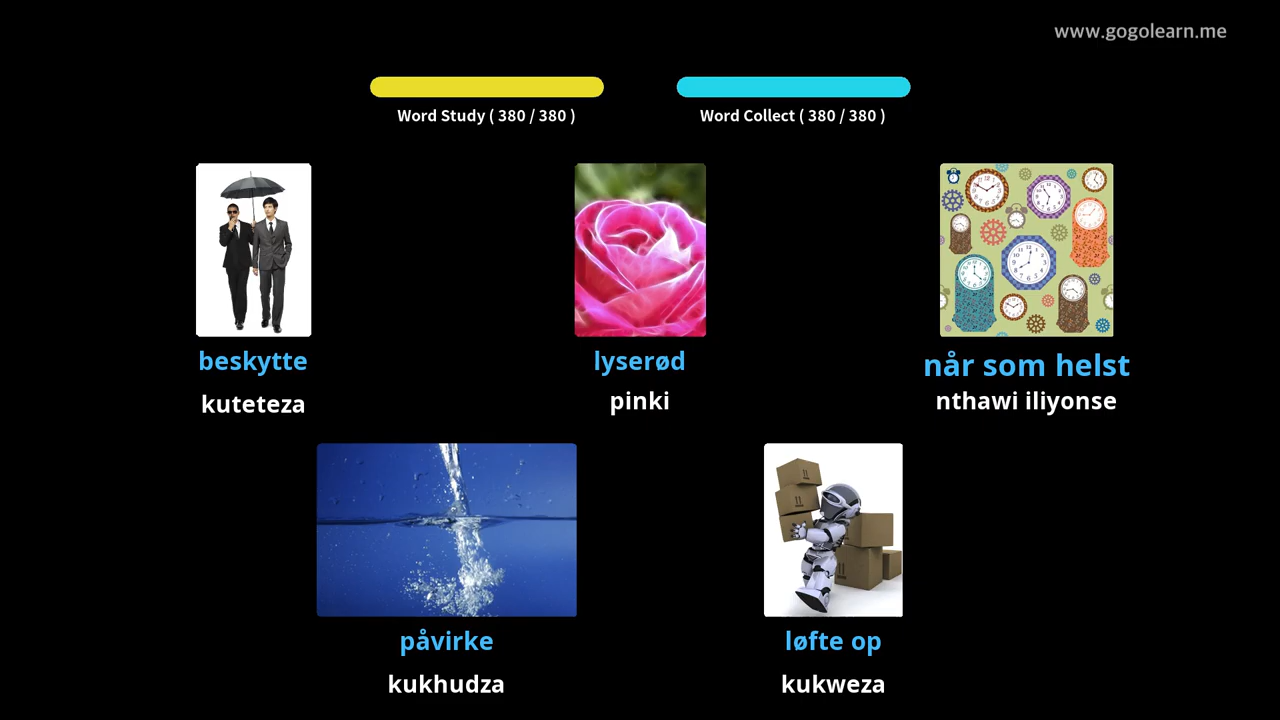 www.gogolearn.me
Word Study ( 380 / 380 )
Word Collect ( 380 / 380 )
beskytte
kuteteza
lyserød
pinki
når som helst
nthawi iliyonse
påvirke
kukhudza
løfte op
kukweza